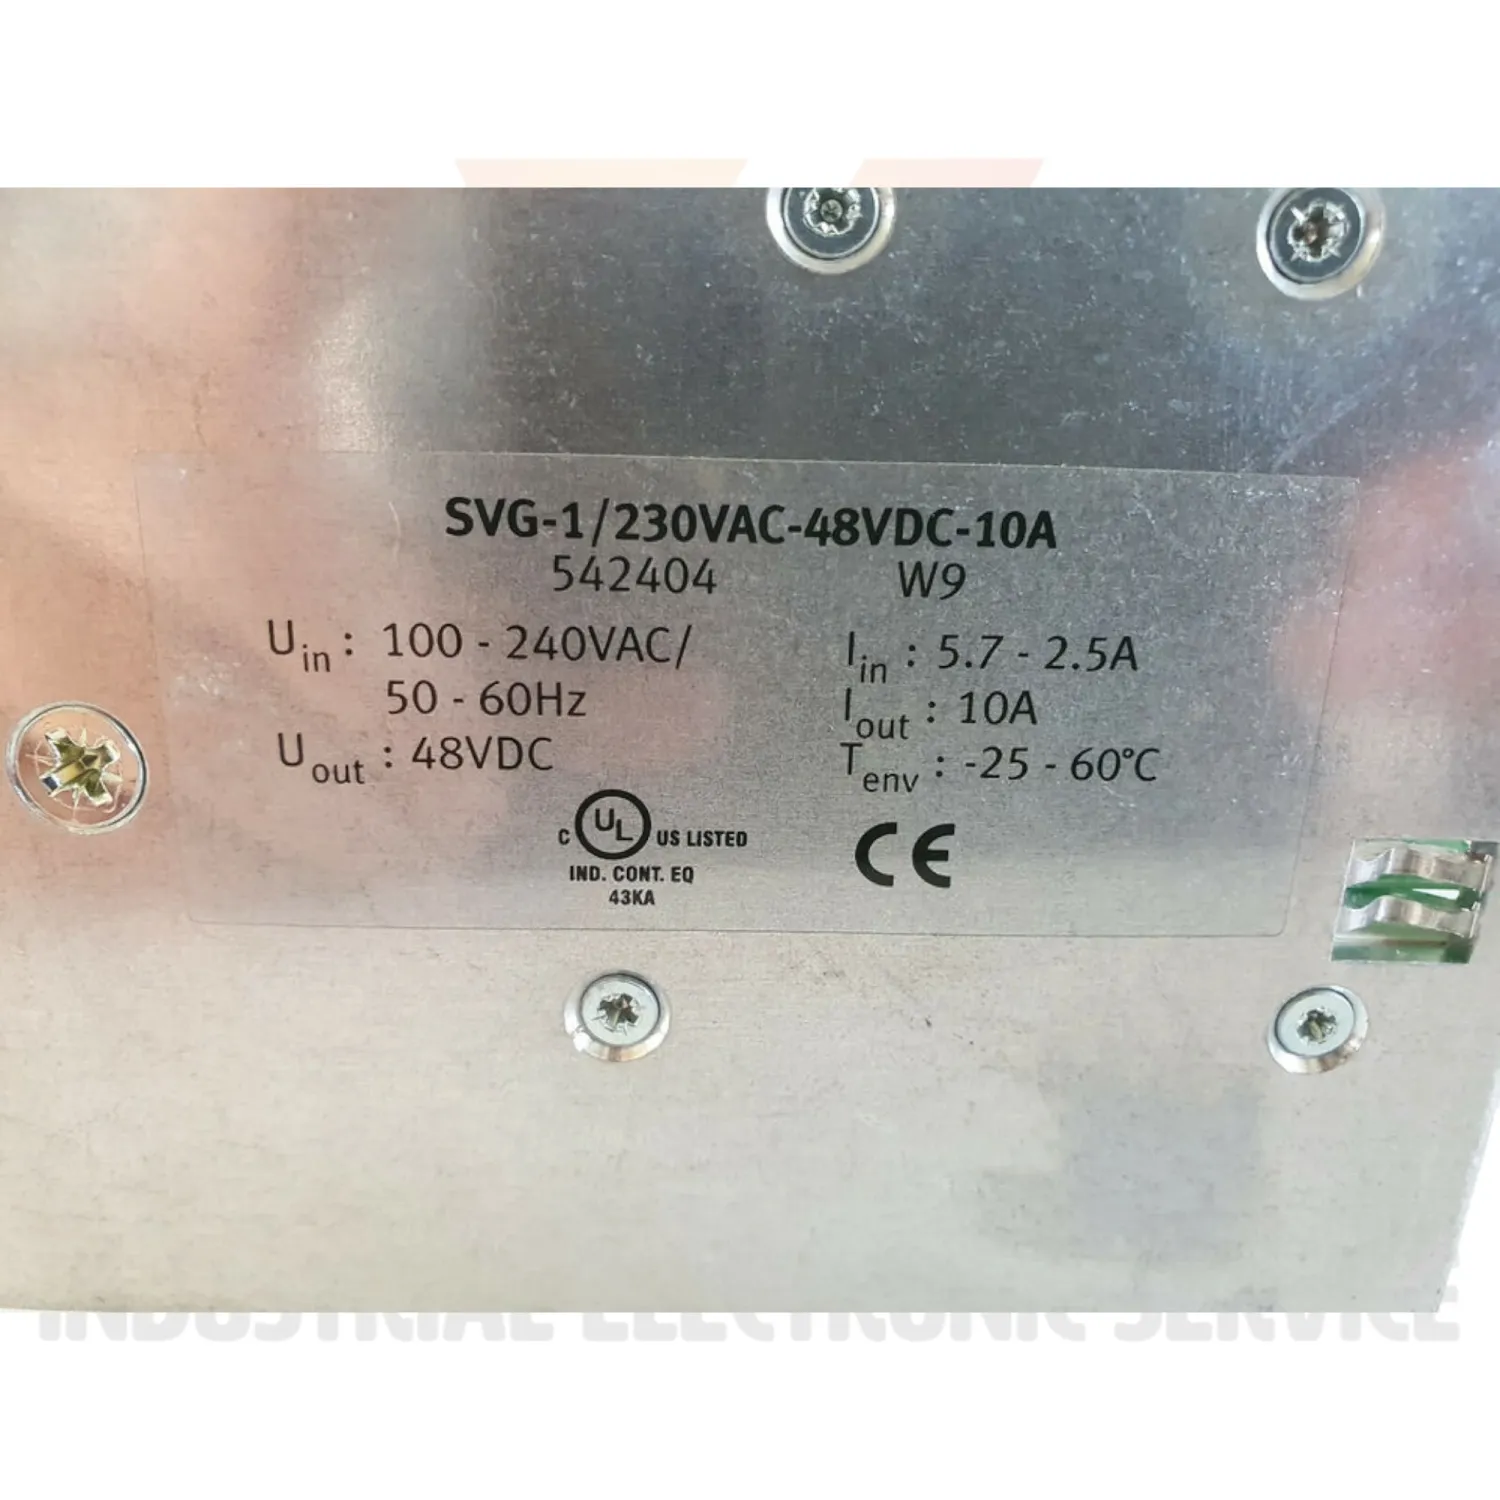 SVG-1/230VAC-48VDC-10A
542404 W9
Uin : 100 - 240VAC/ Iin : 5.7 - 2.5A
50 - 60Hz Iout : 10A
Uout : 48VDC Tenv : -25 - 60°C
C UL US LISTED CE
IND. CONT. EQ
43KA
INDUSTRIAL ELECTRONIC SERVICE